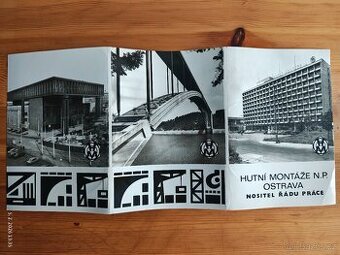 HUTNÍ MONTÁŽE N.P.
OSTRAVA
NOSITEL ŘÁDU PRÁCE